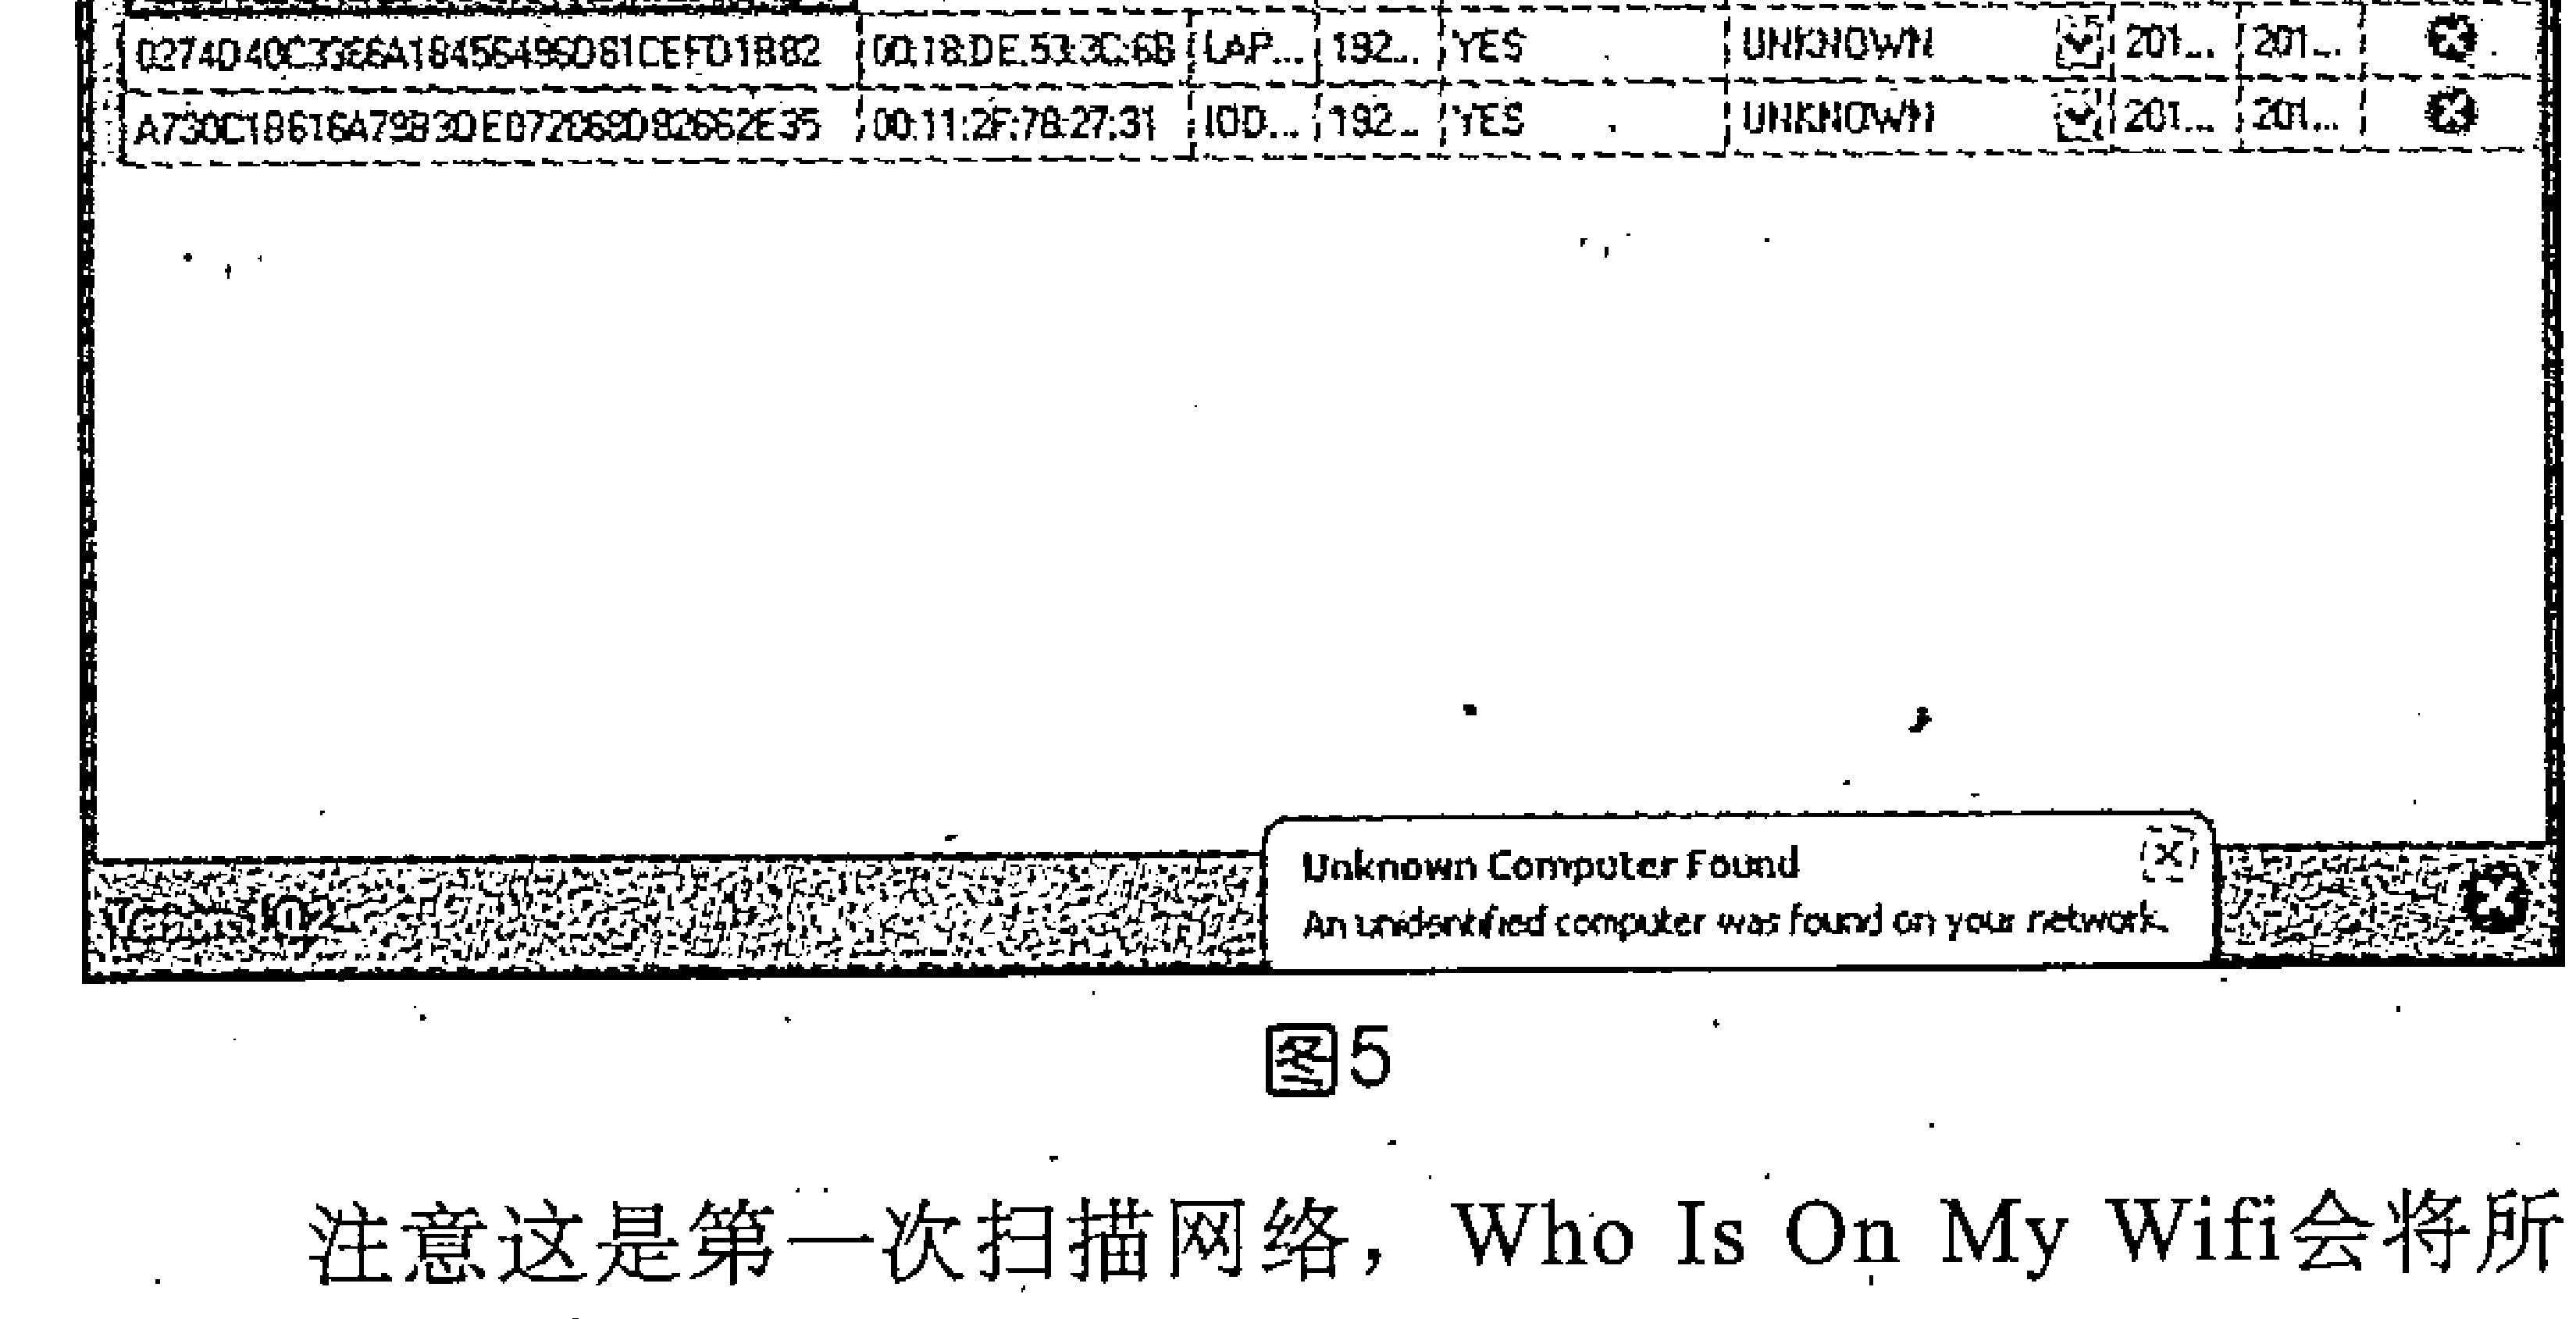 00:18:DE:53:3C:6B LAP... 192... YES UNKNOWN 201... 201...
00:11:2F:78:27:31 IOD... 192... YES UNKNOWN 201... 201...
Unknown Computer Found
An unidentified computer was found on your network.
图5
注意这是第一次扫描网络，Who Is On My Wifi会将所